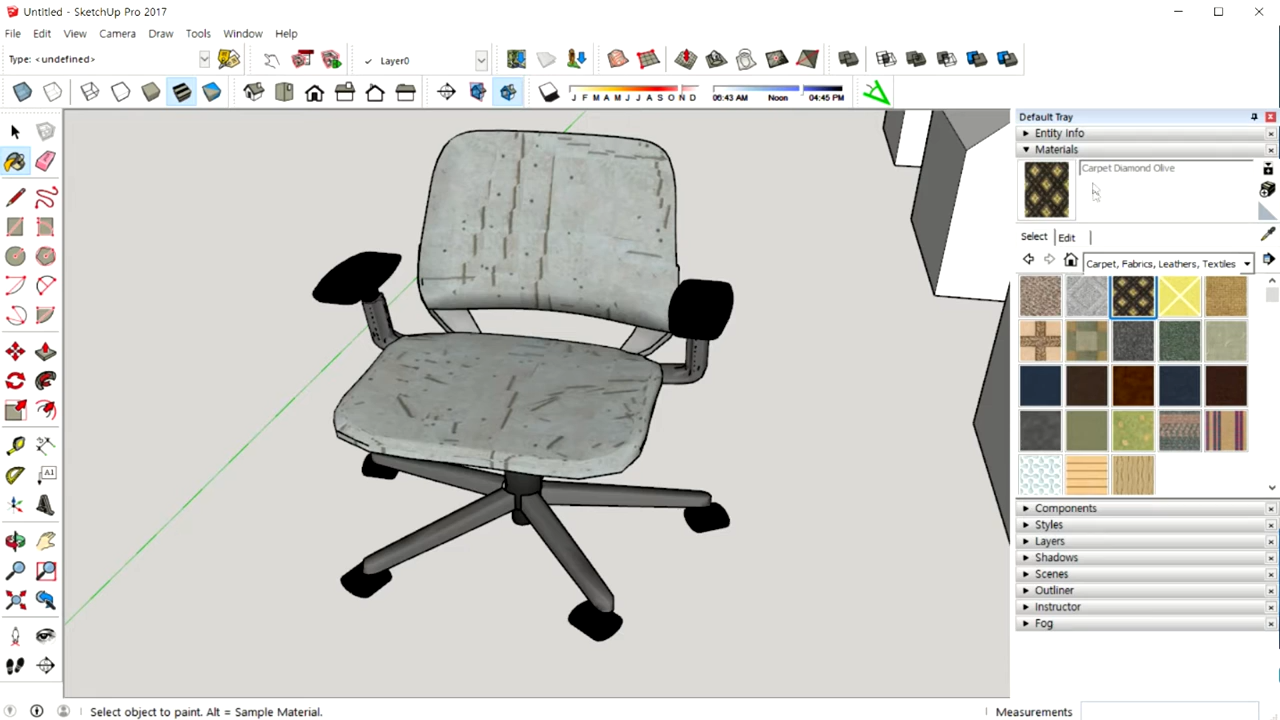 Untitled - SketchUp Pro 2017
File Edit View Camera Draw Tools Window Help
Type: <undefined>
✓ Layer0
J F M A M J J A S O N D
06:43 AM Noon 04:45 PM
Default Tray
Entity Info
Materials
Carpet Diamond Olive
Select Edit
Carpet, Fabrics, Leathers, Textiles
A1
Components
Styles
Layers
Shadows
Scenes
Outliner
Instructor
Fog
Select object to paint. Alt = Sample Material.
Measurements